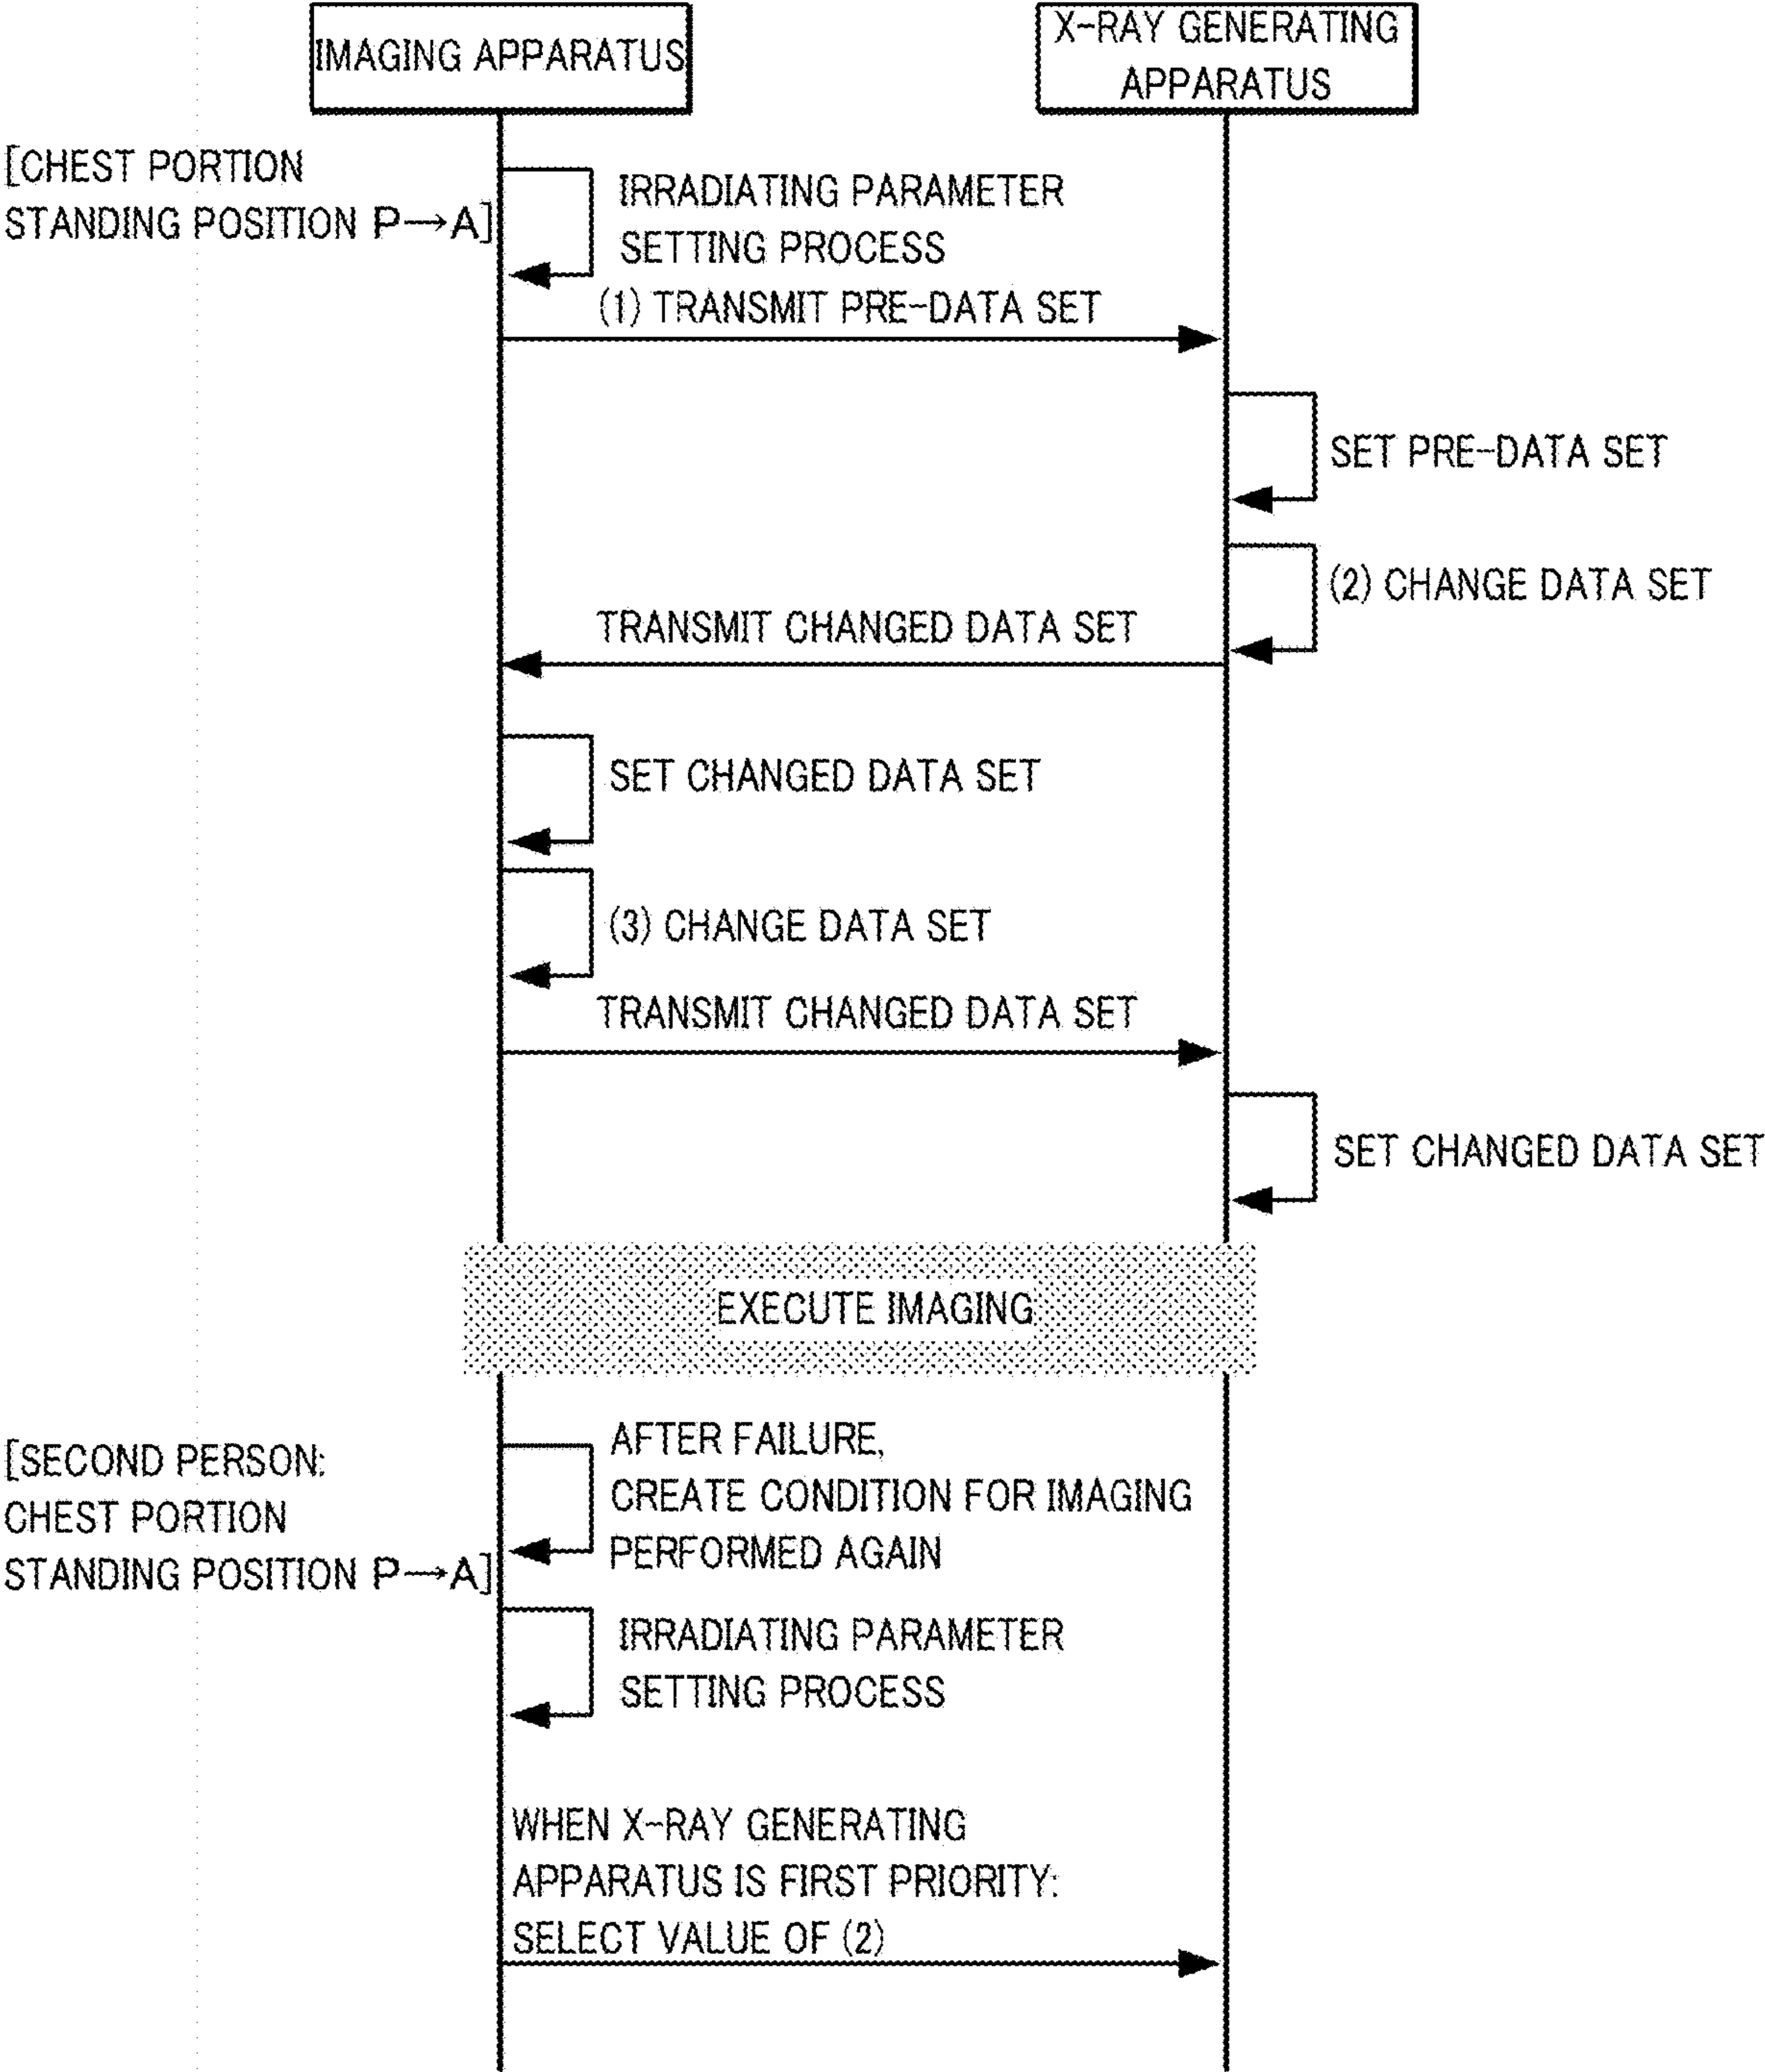 IMAGING APPARATUS
X-RAY GENERATING
APPARATUS
[CHEST PORTION
STANDING POSITION P→A]
IRRADIATING PARAMETER
SETTING PROCESS
(1) TRANSMIT PRE-DATA SET
SET PRE-DATA SET
(2) CHANGE DATA SET
TRANSMIT CHANGED DATA SET
SET CHANGED DATA SET
(3) CHANGE DATA SET
TRANSMIT CHANGED DATA SET
SET CHANGED DATA SET
EXECUTE IMAGING
[SECOND PERSON:
CHEST PORTION
STANDING POSITION P→A]
AFTER FAILURE,
CREATE CONDITION FOR IMAGING
PERFORMED AGAIN
IRRADIATING PARAMETER
SETTING PROCESS
WHEN X-RAY GENERATING
APPARATUS IS FIRST PRIORITY:
SELECT VALUE OF (2)